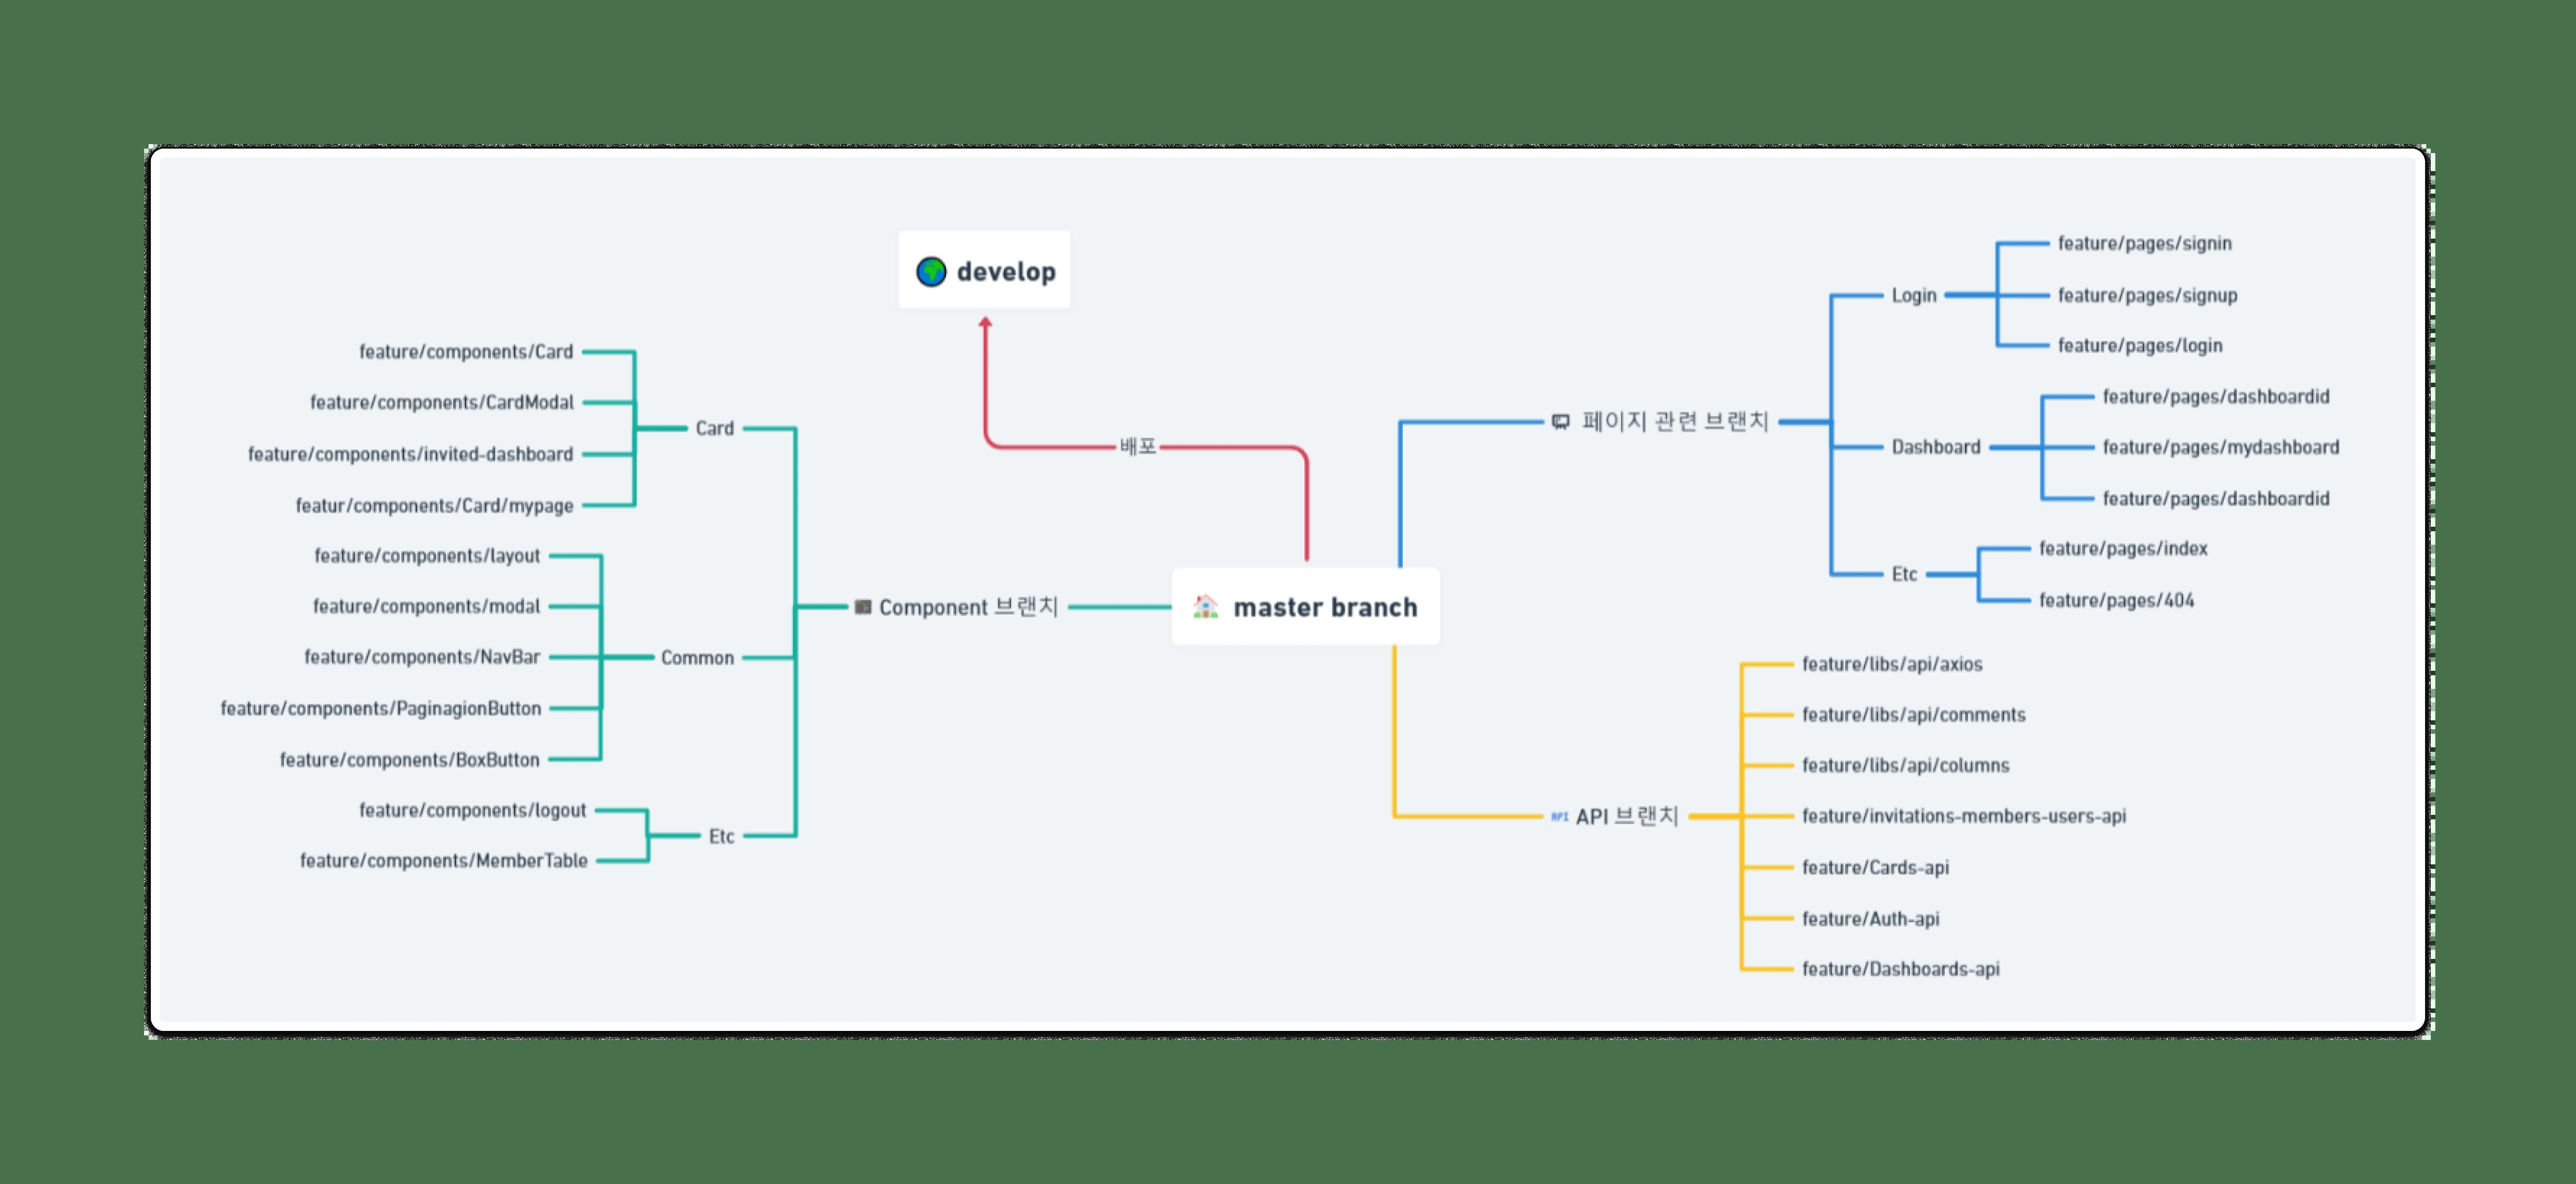 develop
배포
master branch
Component 브랜치
Card
feature/components/Card
feature/components/CardModal
feature/components/invited-dashboard
featur/components/Card/mypage
Common
feature/components/layout
feature/components/modal
feature/components/NavBar
feature/components/PaginagionButton
feature/components/BoxButton
Etc
feature/components/logout
feature/components/MemberTable
페이지 관련 브랜치
Login
feature/pages/signin
feature/pages/signup
feature/pages/login
Dashboard
feature/pages/dashboardid
feature/pages/mydashboard
feature/pages/dashboardid
Etc
feature/pages/index
feature/pages/404
API API 브랜치
feature/libs/api/axios
feature/libs/api/comments
feature/libs/api/columns
feature/invitations-members-users-api
feature/Cards-api
feature/Auth-api
feature/Dashboards-api